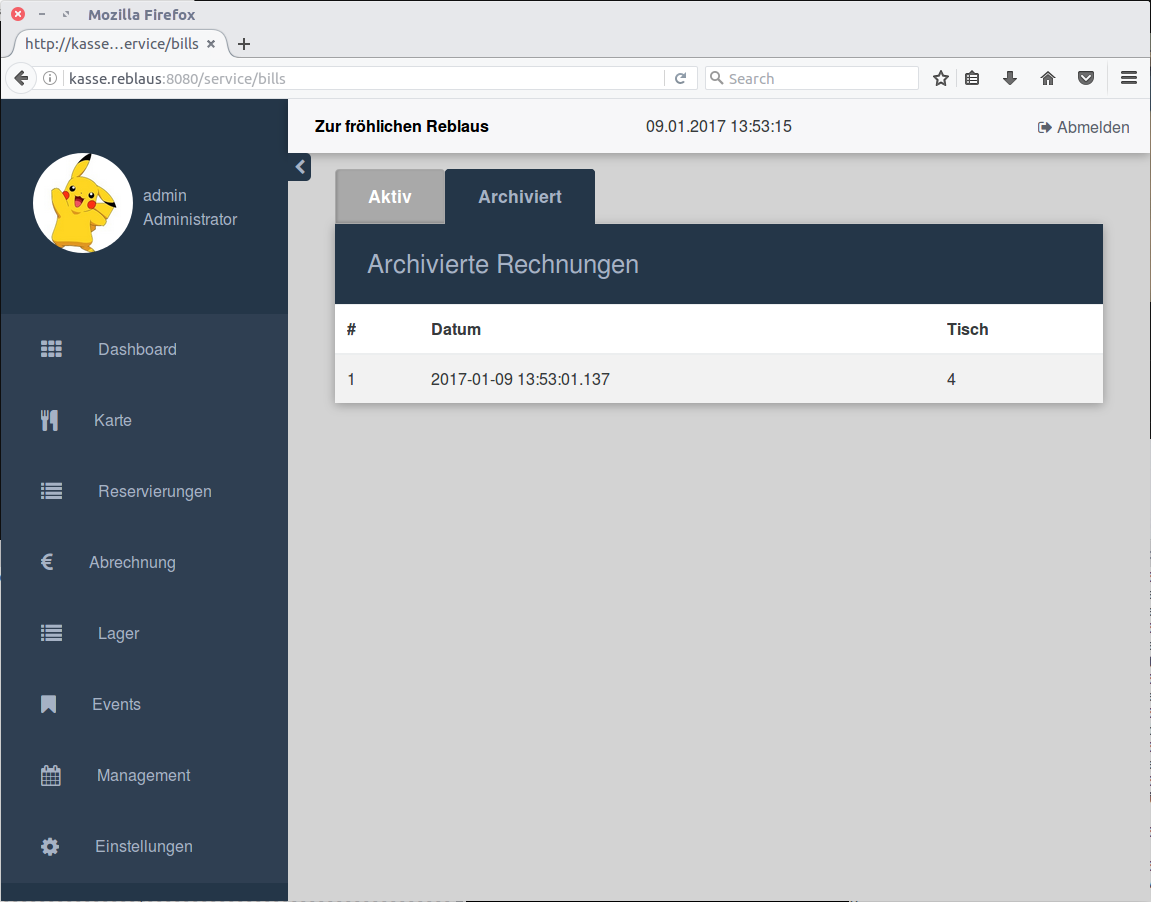 Mozilla Firefox
http://kasse...ervice/bills
kasse.reblaus:8080/service/bills
Search
Zur fröhlichen Reblaus 09.01.2017 13:53:15 Abmelden
admin
Administrator
Dashboard
Karte
Reservierungen
Abrechnung
Lager
Events
Management
Einstellungen
Aktiv Archiviert
Archivierte Rechnungen
# Datum Tisch
1 2017-01-09 13:53:01.137 4